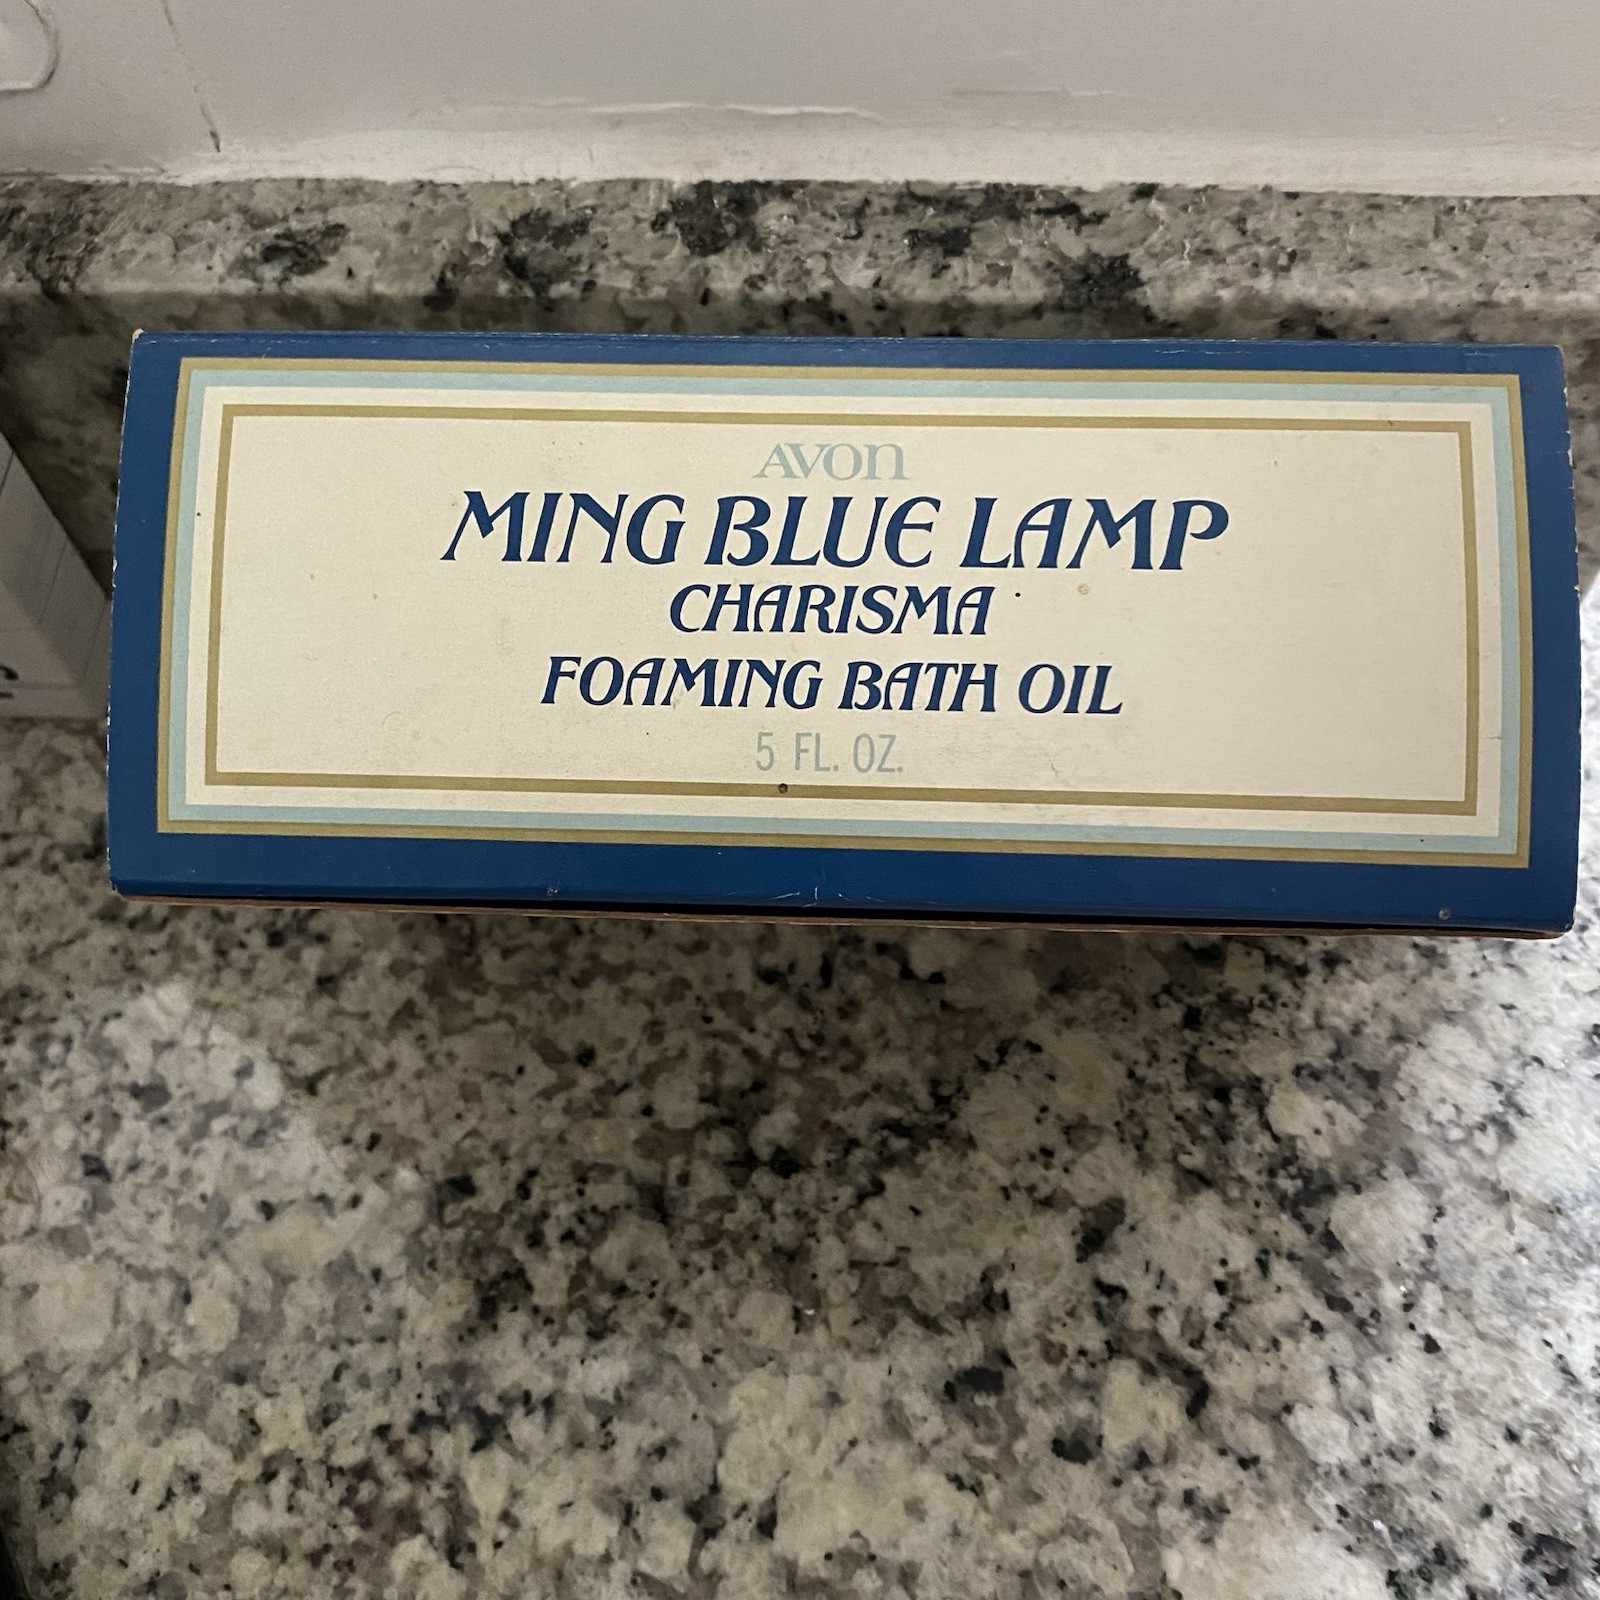 AVON
MING BLUE LAMP
CHARISMA
FOAMING BATH OIL
5 FL. OZ.